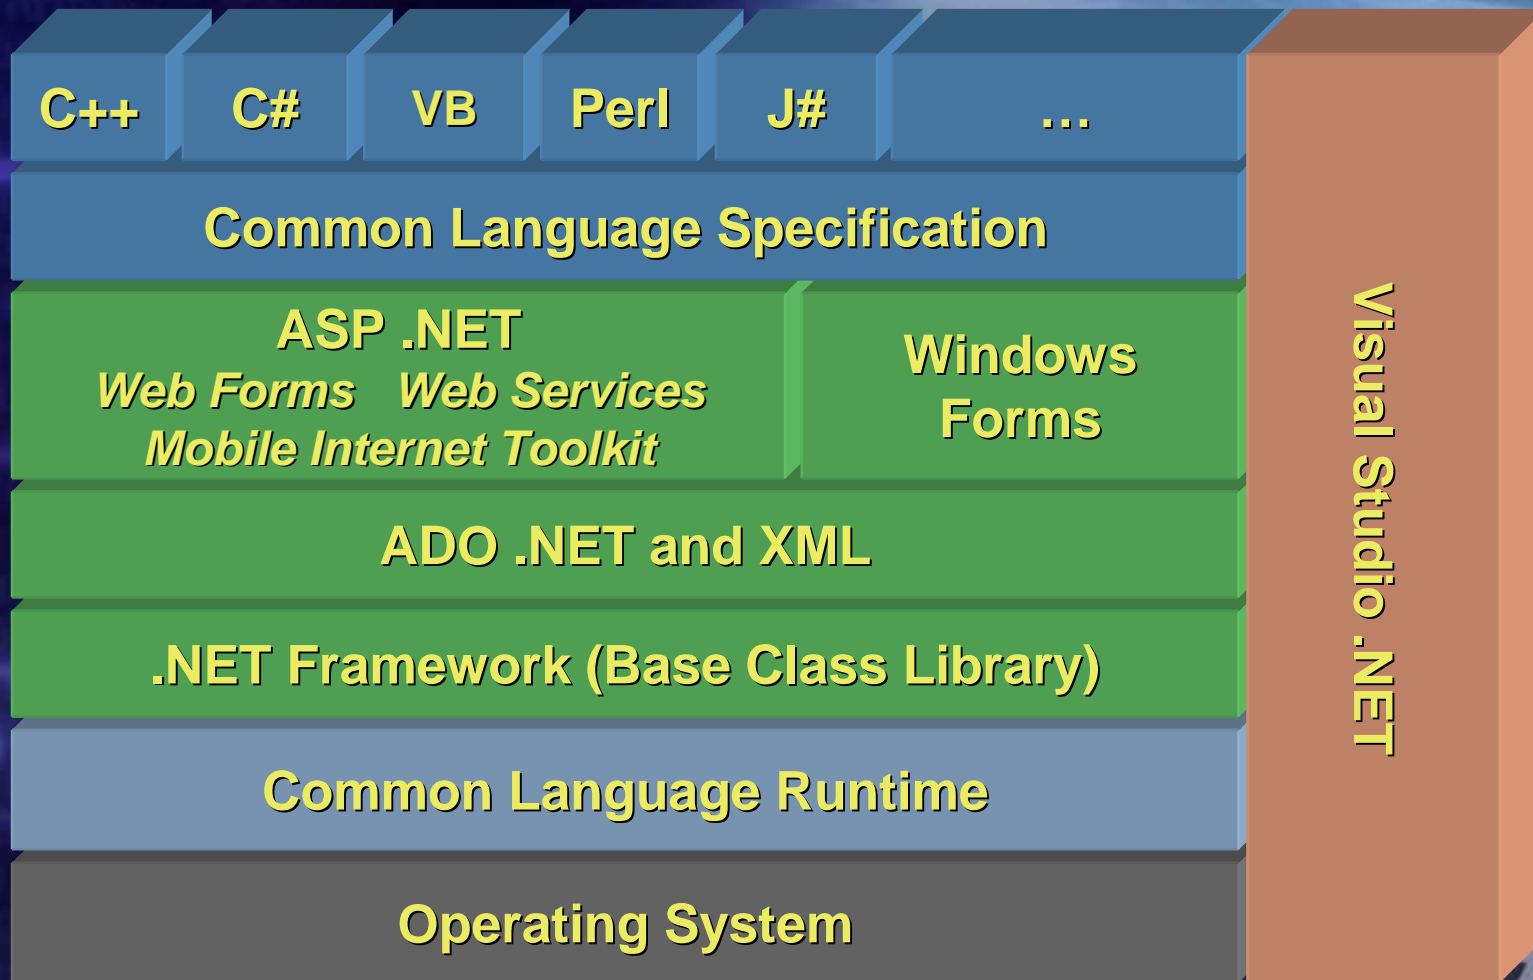 C++ C# VB Perl J# …
Common Language Specification
ASP .NET
Web Forms Web Services
Mobile Internet Toolkit
Windows
Forms
ADO .NET and XML
.NET Framework (Base Class Library)
Common Language Runtime
Operating System
Visual Studio .NET